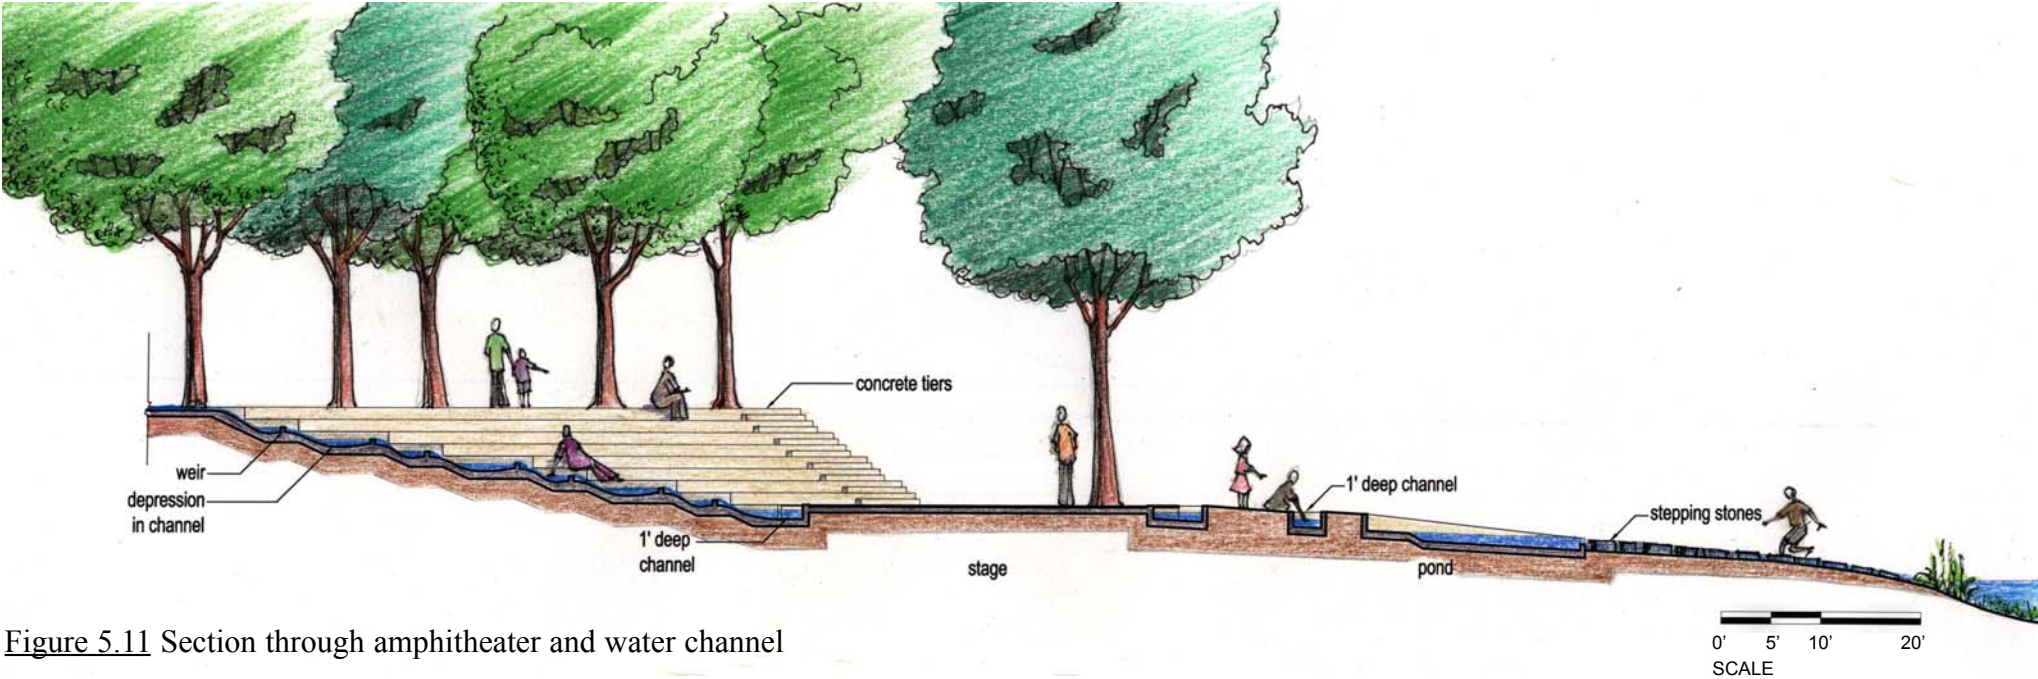 concrete tiers
weir
depression
in channel
1' deep
channel
stage
1' deep channel
stepping stones
pond
0' 5' 10' 20'
SCALE
Figure 5.11 Section through amphitheater and water channel